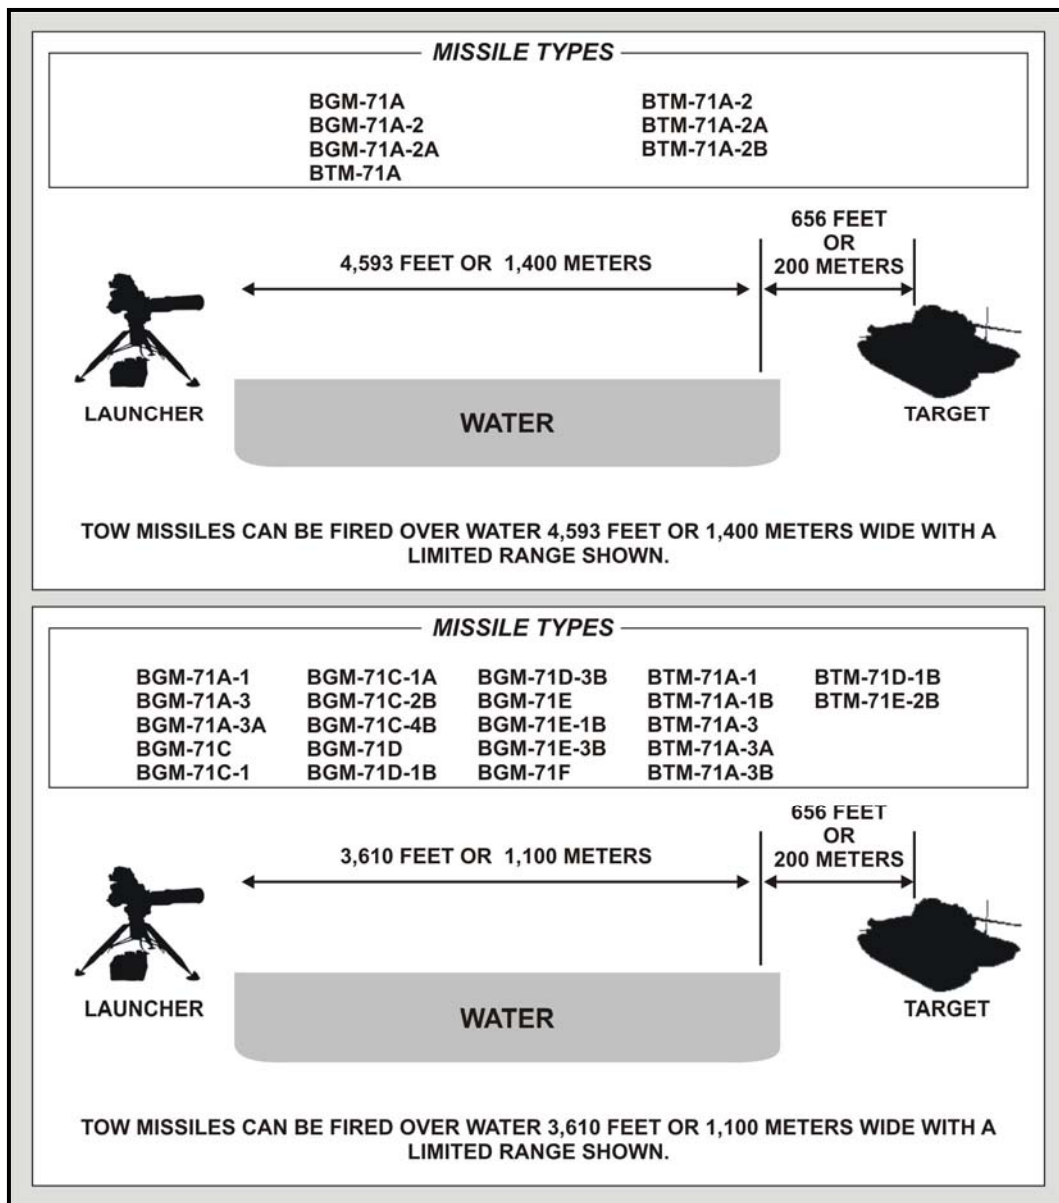 MISSILE TYPES
BGM-71A
BGM-71A-2
BGM-71A-2A
BTM-71A
BTM-71A-2
BTM-71A-2A
BTM-71A-2B
4,593 FEET OR 1,400 METERS
656 FEET
OR
200 METERS
LAUNCHER
WATER
TARGET
TOW MISSILES CAN BE FIRED OVER WATER 4,593 FEET OR 1,400 METERS WIDE WITH A
LIMITED RANGE SHOWN.
MISSILE TYPES
BGM-71A-1
BGM-71A-3
BGM-71A-3A
BGM-71C
BGM-71C-1
BGM-71C-1A
BGM-71C-2B
BGM-71C-4B
BGM-71D
BGM-71D-1B
BGM-71D-3B
BGM-71E
BGM-71E-1B
BGM-71E-3B
BGM-71F
BTM-71A-1
BTM-71A-1B
BTM-71A-3
BTM-71A-3A
BTM-71A-3B
BTM-71D-1B
BTM-71E-2B
3,610 FEET OR 1,100 METERS
656 FEET
OR
200 METERS
LAUNCHER
WATER
TARGET
TOW MISSILES CAN BE FIRED OVER WATER 3,610 FEET OR 1,100 METERS WIDE WITH A
LIMITED RANGE SHOWN.